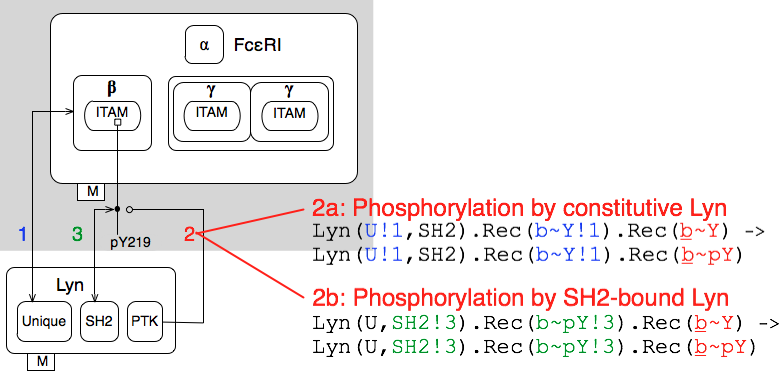 α FcεRI
β γ γ
ITAM ITAM ITAM
M
1 3 pY219 2
Lyn
Unique SH2 PTK
M
2a: Phosphorylation by constitutive Lyn
Lyn(U!1,SH2).Rec(b~Y!1).Rec(b~Y) ->
Lyn(U!1,SH2).Rec(b~Y!1).Rec(b~pY)
2b: Phosphorylation by SH2-bound Lyn
Lyn(U,SH2!3).Rec(b~pY!3).Rec(b~Y) ->
Lyn(U,SH2!3).Rec(b~pY!3).Rec(b~pY)